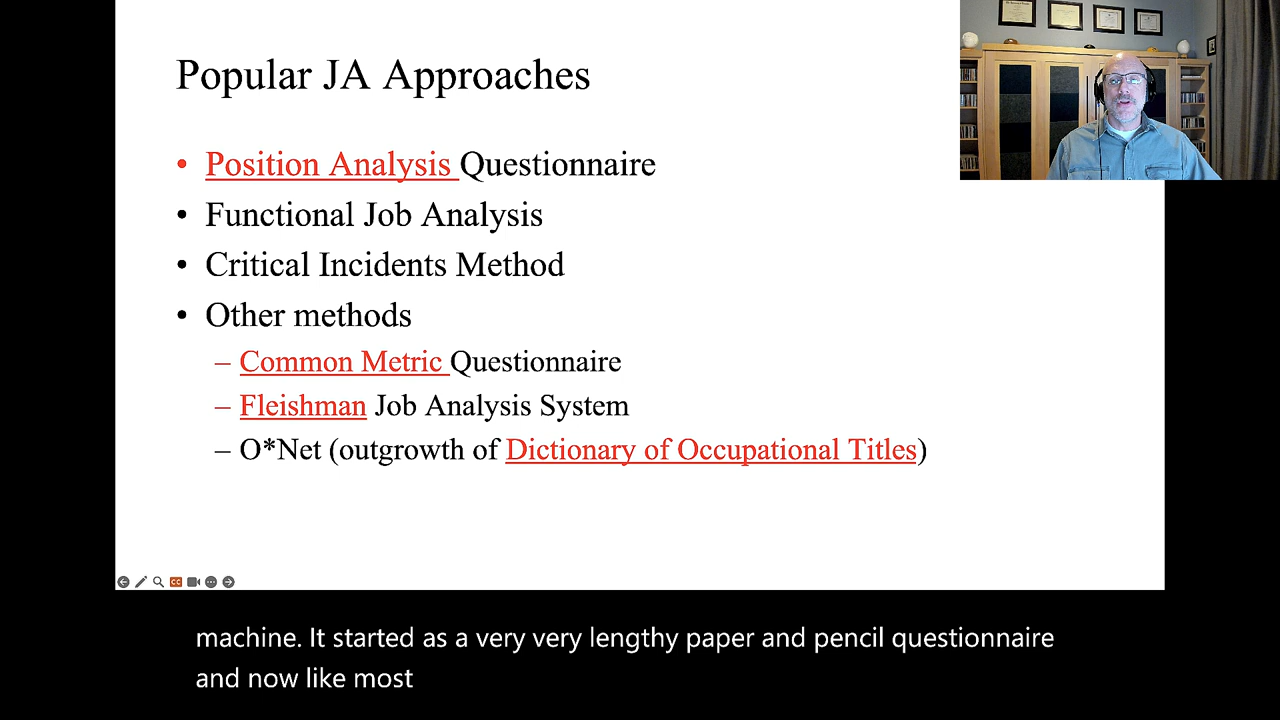 Popular JA Approaches
• Position Analysis Questionnaire
• Functional Job Analysis
• Critical Incidents Method
• Other methods
– Common Metric Questionnaire
– Fleishman Job Analysis System
– O*Net (outgrowth of Dictionary of Occupational Titles)
CC
machine. It started as a very very lengthy paper and pencil questionnaire
and now like most